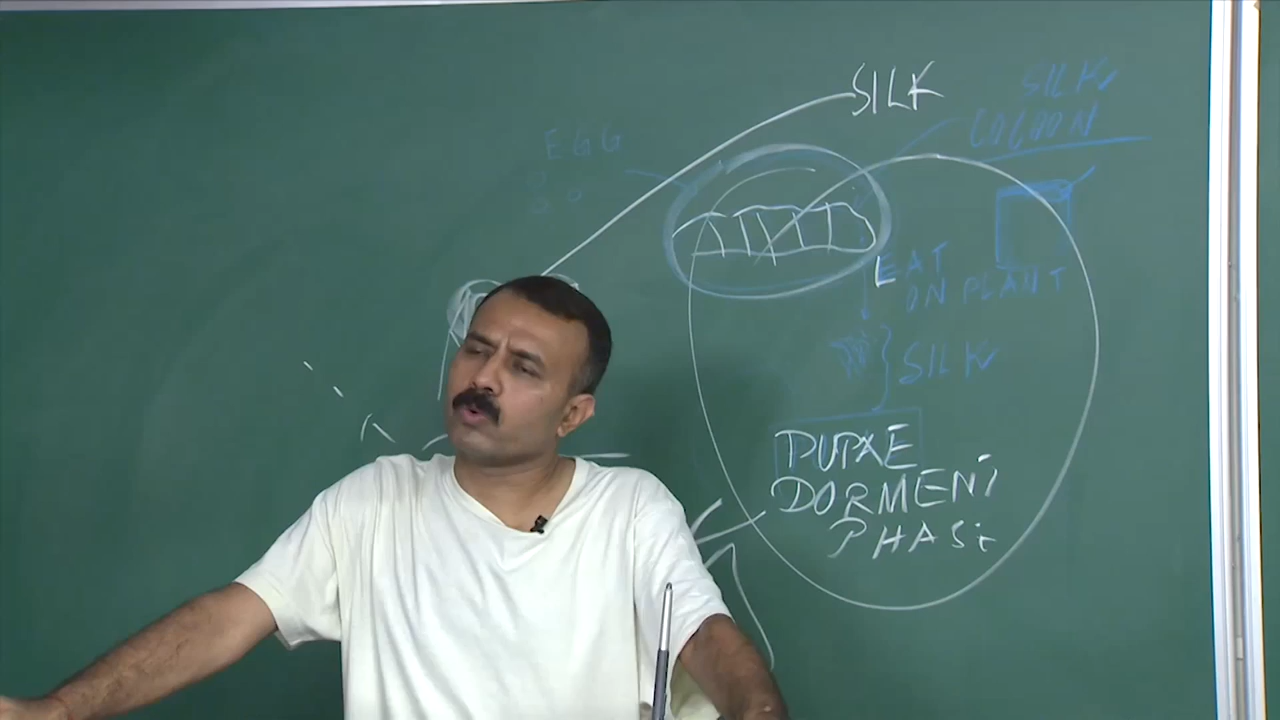 SILK
SILK
COCOON
EGG
EAT
ON PLANT
SILK
PUPAE
DORMENT
PHASE